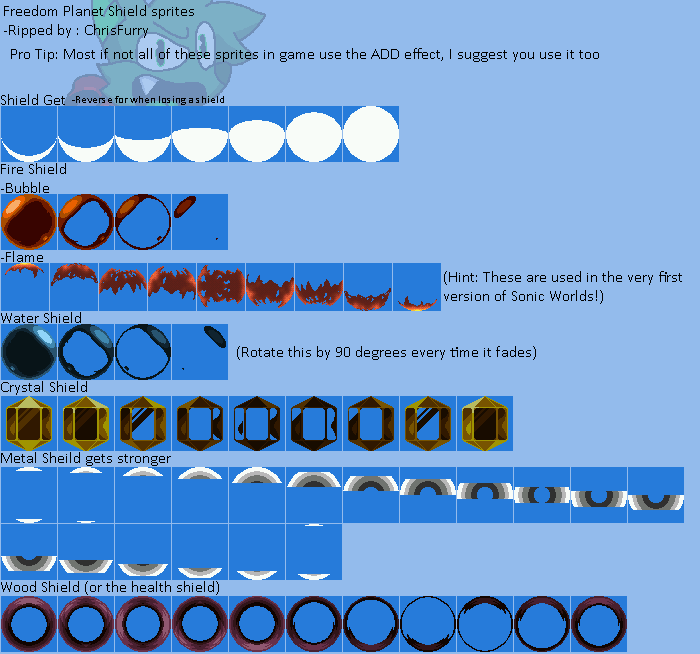 Freedom Planet Shield sprites
-Ripped by : ChrisFurry
Pro Tip: Most if not all of these sprites in game use the ADD effect, I suggest you use it too
Shield Get -Reverse for when losing a shield
Fire Shield
-Bubble
-Flame
(Hint: These are used in the very first
version of Sonic Worlds!)
Water Shield
(Rotate this by 90 degrees every time it fades)
Crystal Shield
Metal Sheild gets stronger
Wood Shield (or the health shield)